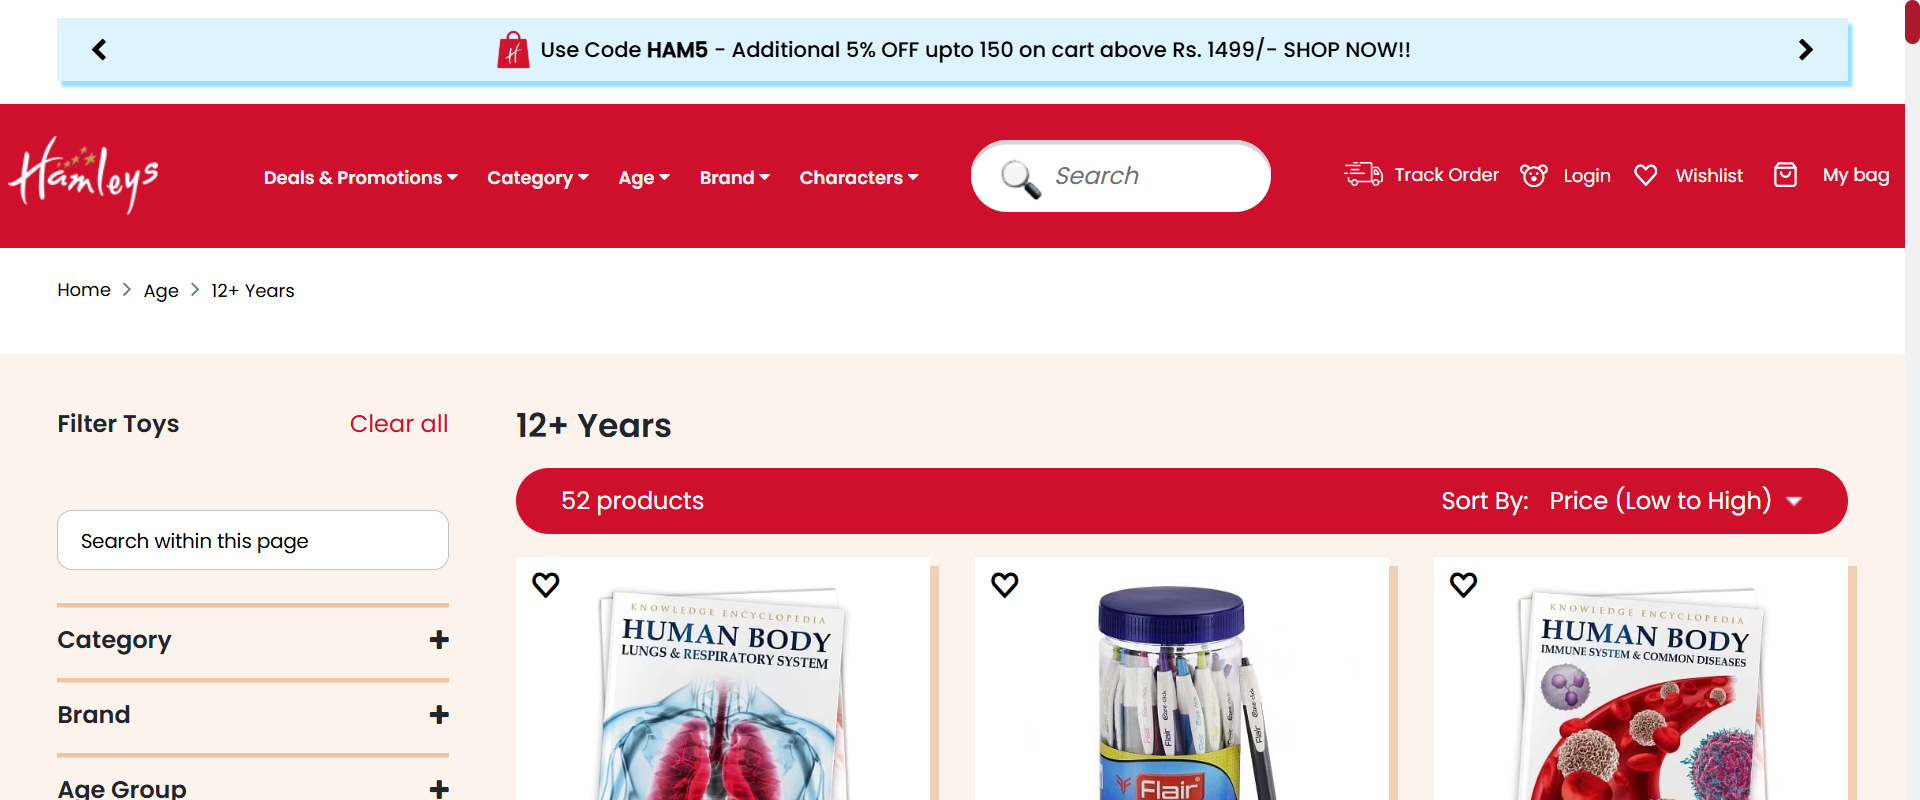 Use Code HAM5 - Additional 5% OFF upto 150 on cart above Rs. 1499/- SHOP NOW!!
Hamleys
Deals & Promotions
Category
Age
Brand
Characters
Search
Track Order
Login
Wishlist
My bag
Home > Age > 12+ Years
Filter Toys
Clear all
Search within this page
Category
Brand
Age Group
12+ Years
52 products
Sort By: Price (Low to High)
KNOWLEDGE ENCYCLOPEDIA
HUMAN BODY
LUNGS & RESPIRATORY SYSTEM
Flair
KNOWLEDGE ENCYCLOPEDIA
HUMAN BODY
IMMUNE SYSTEM & COMMON DISEASES